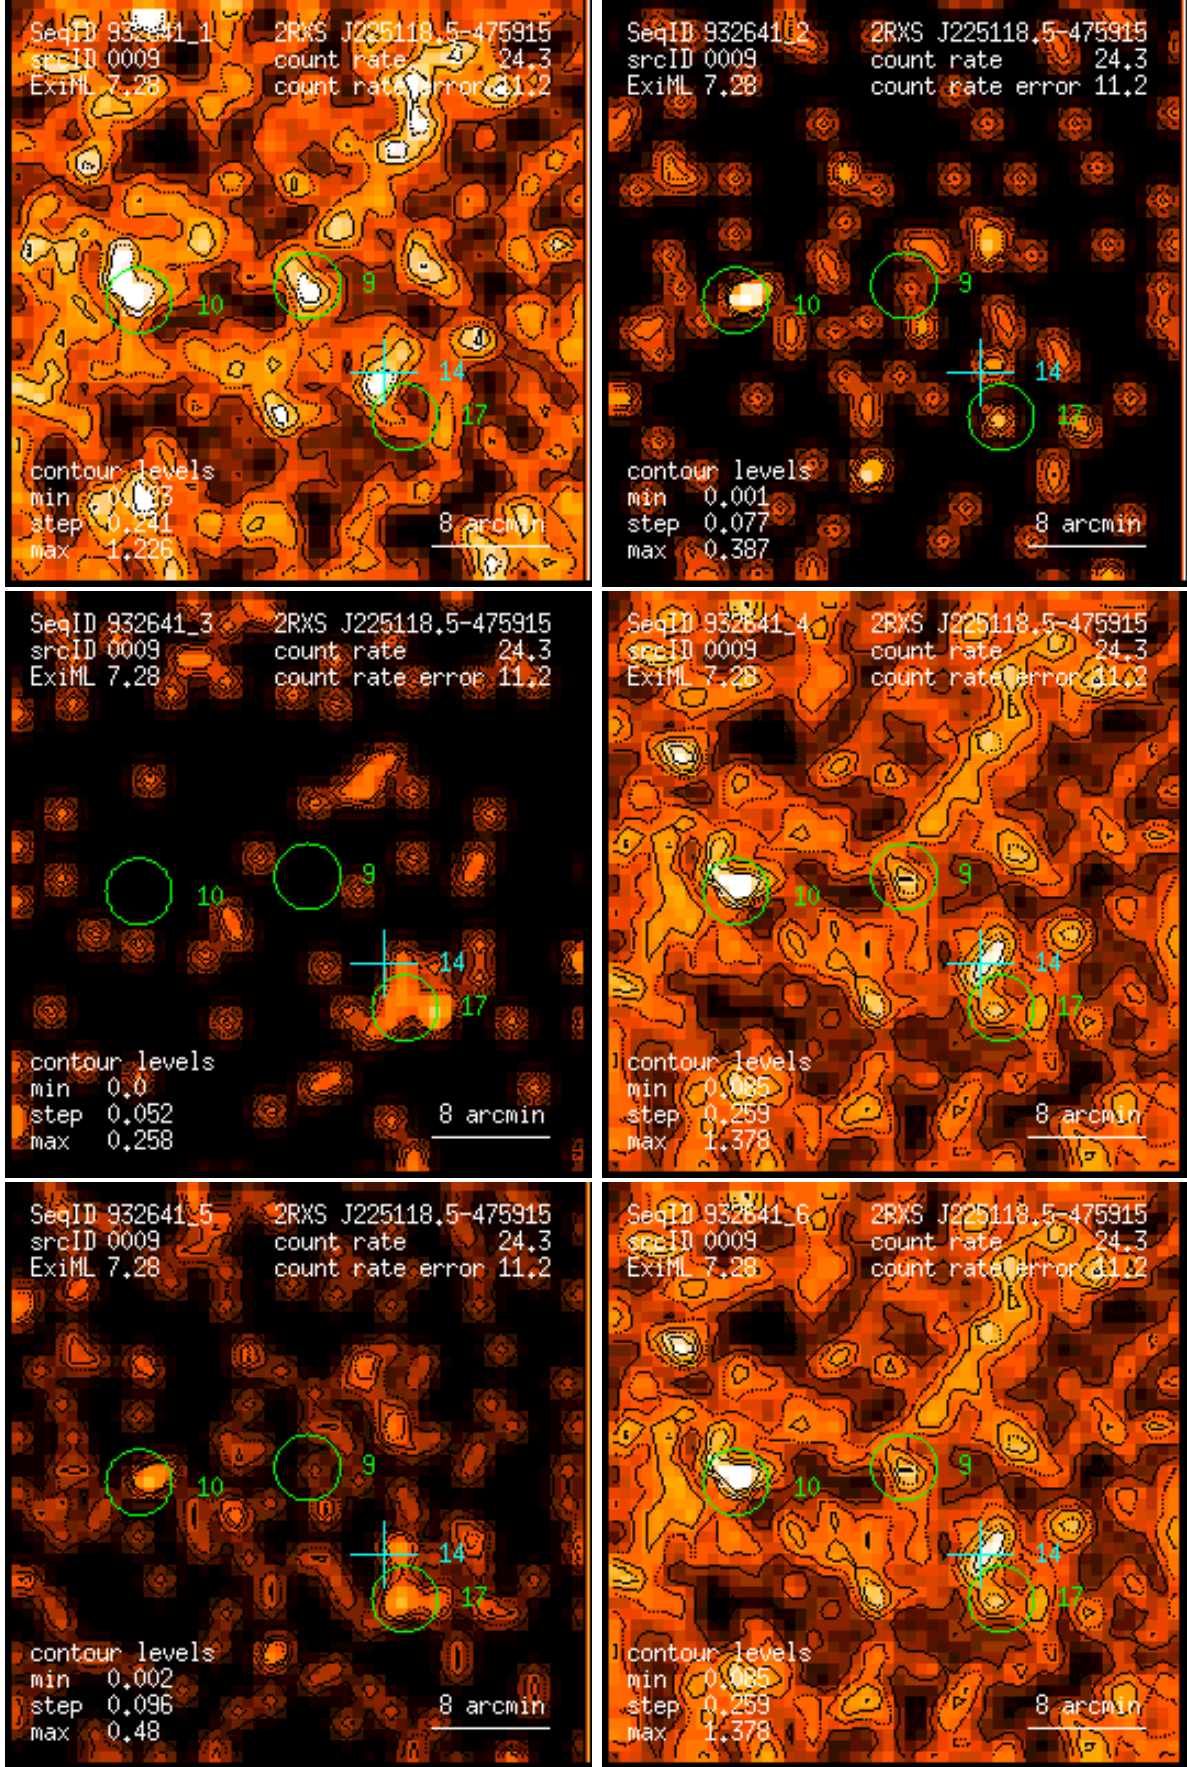 SeqID 932641_1 2RXS J225118.5-475915
srcID 0009 count rate 24.3
ExiML 7.28 count rate error 11.2
9
10
14
17
contour levels
min 0.
step 0.241
max 1.226
8 arcmin
SeqID 932641_2 2RXS J225118.5-475915
srcID 0009 count rate 24.3
ExiML 7.28 count rate error 11.2
9
10
14
17
contour levels
min 0.001
step 0.077
max 0.387
8 arcmin
SeqID 932641_3 2RXS J225118.5-475915
srcID 0009 count rate 24.3
ExiML 7.28 count rate error 11.2
9
10
14
17
contour levels
min 0.0
step 0.052
max 0.258
8 arcmin
SeqID 932641_4 2RXS J225118.5-475915
srcID 0009 count rate 24.3
ExiML 7.28 count rate error 11.2
9
10
14
17
contour levels
min 0.085
step 0.259
max 1.378
8 arcmin
SeqID 932641_5 2RXS J225118.5-475915
srcID 0009 count rate 24.3
ExiML 7.28 count rate error 11.2
9
10
14
17
contour levels
min 0.002
step 0.096
max 0.48
8 arcmin
SeqID 932641_6 2RXS J225118.5-475915
srcID 0009 count rate 24.3
ExiML 7.28 count rate error 11.2
9
10
14
17
contour levels
min 0.085
step 0.259
max 1.378
8 arcmin